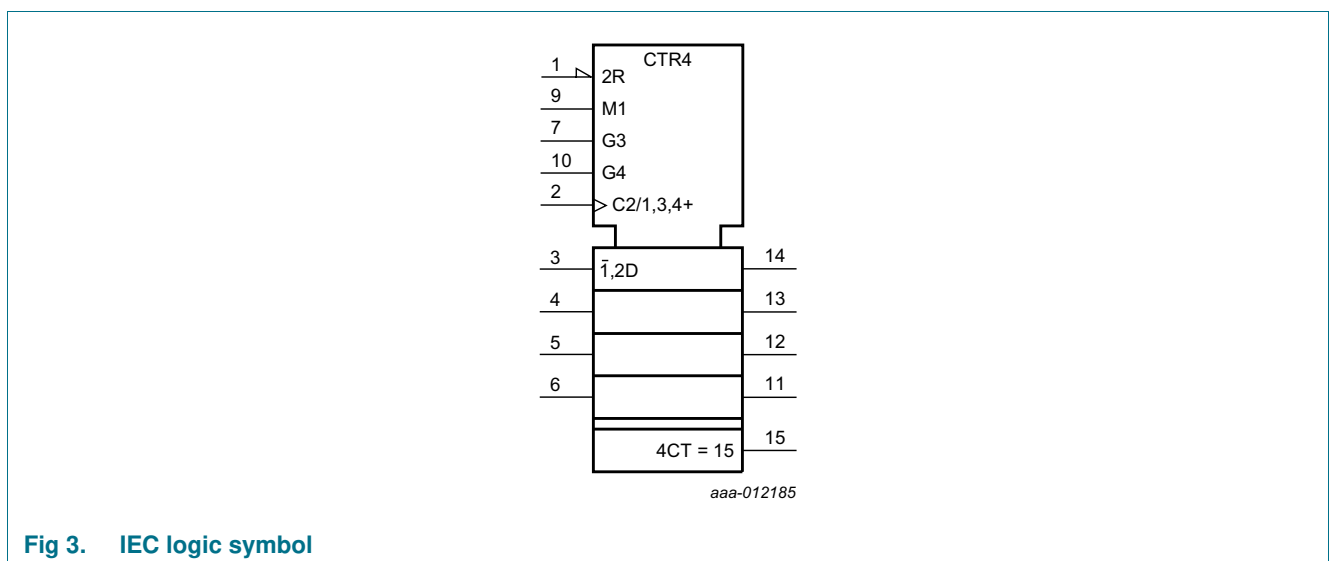 CTR4
1
2R
9
M1
7
G3
10
G4
2
C2/1,3,4+
3
1̄,2D
14
4
13
5
12
6
11
4CT = 15
15
aaa-012185
Fig 3. IEC logic symbol